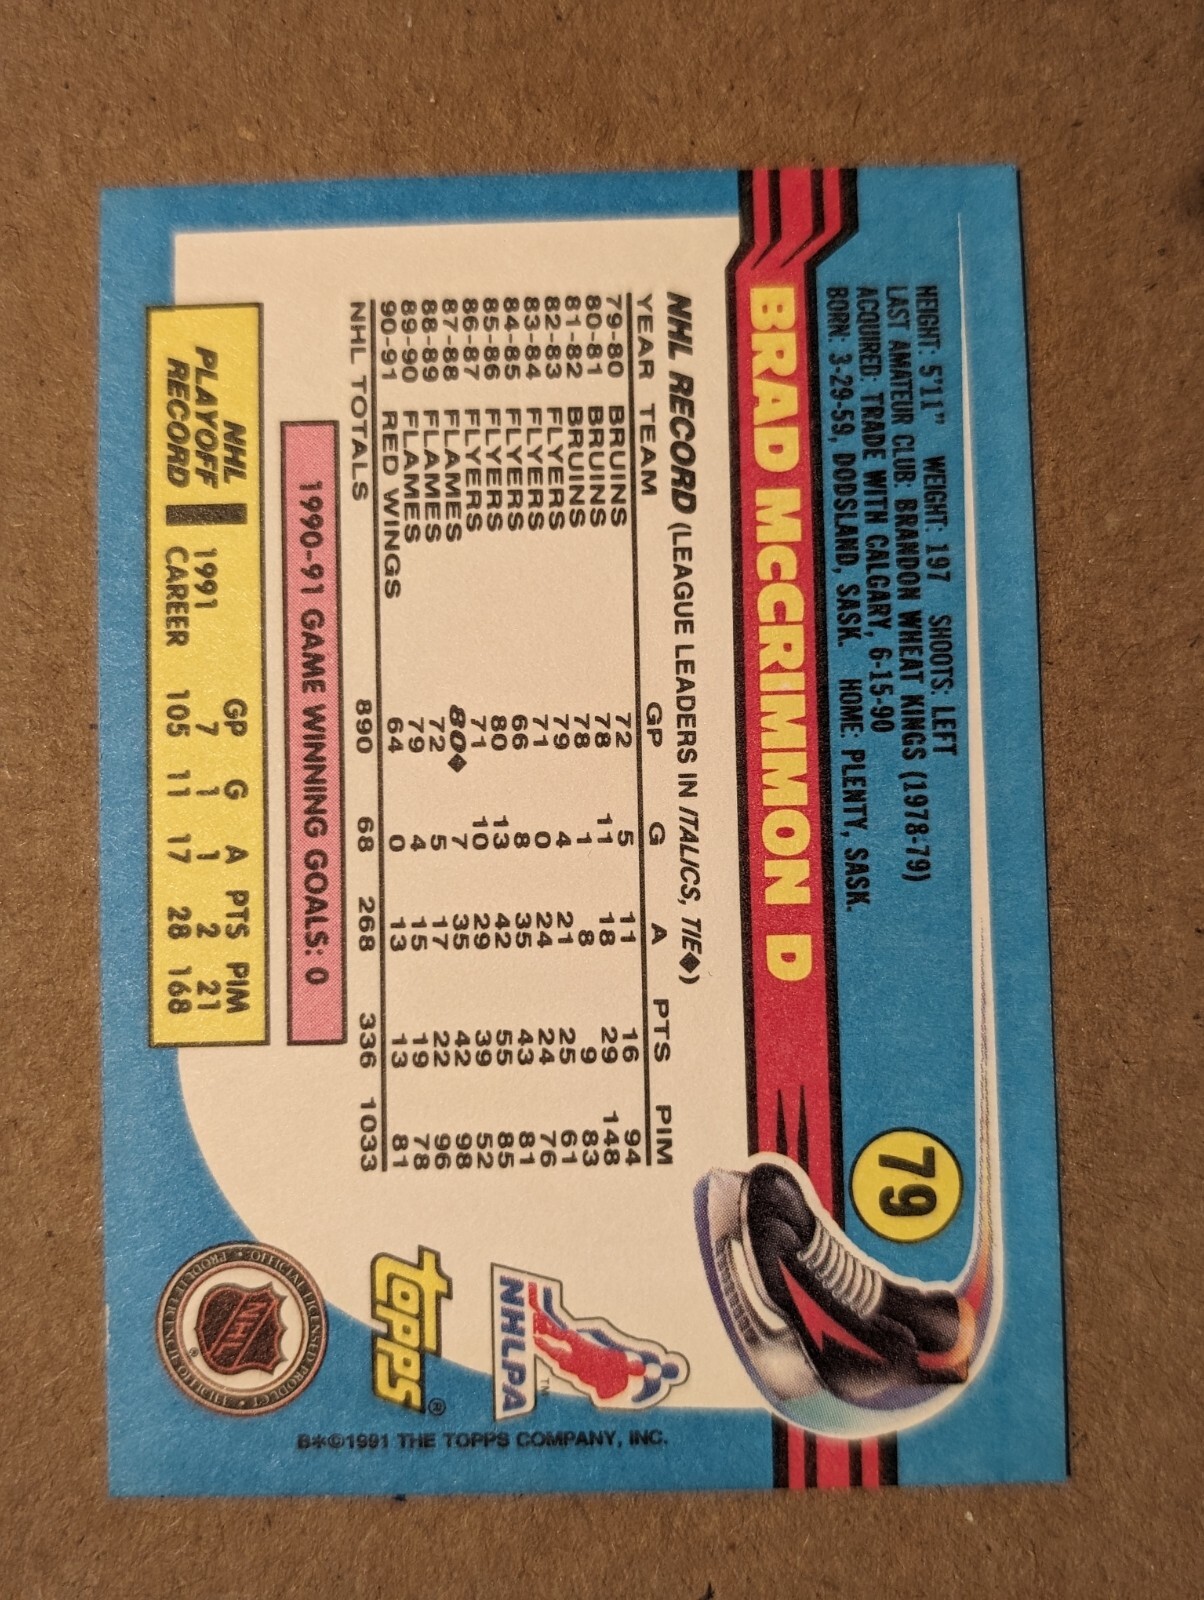 79
HEIGHT: 5'11" WEIGHT: 197 SHOOTS: LEFT
LAST AMATEUR CLUB: BRANDON WHEAT KINGS (1978-79)
ACQUIRED: TRADE WITH CALGARY, 6-15-90
BORN: 3-29-59, DODSLAND, SASK. HOME: PLENTY, SASK.
BRAD McCRIMMON D
NHL RECORD (LEAGUE LEADERS IN ITALICS, TIE◆)
YEAR TEAM GP G A PTS PIM
79-80 BRUINS 72 5 11 16 94
80-81 BRUINS 78 11 18 29 148
81-82 BRUINS 78 1 8 9 83
82-83 FLYERS 79 4 21 25 61
83-84 FLYERS 71 0 24 24 76
84-85 FLYERS 66 8 35 43 81
85-86 FLYERS 80 13 42 55 85
86-87 FLYERS 71 10 29 39 52
87-88 FLAMES 80◆ 7 35 42 98
88-89 FLAMES 72 5 17 22 96
89-90 FLAMES 79 4 15 19 78
90-91 RED WINGS 64 0 13 13 81
NHL TOTALS 890 68 268 336 1033
1990-91 GAME WINNING GOALS: 0
NHL PLAYOFF RECORD
GP G A PTS PIM
1991 7 1 1 2 21
CAREER 105 11 17 28 168
NHLPA TM
TOPPS ®
NHL ®
OFFICIAL LICENSED PRODUCT •
B*©1991 THE TOPPS COMPANY, INC.